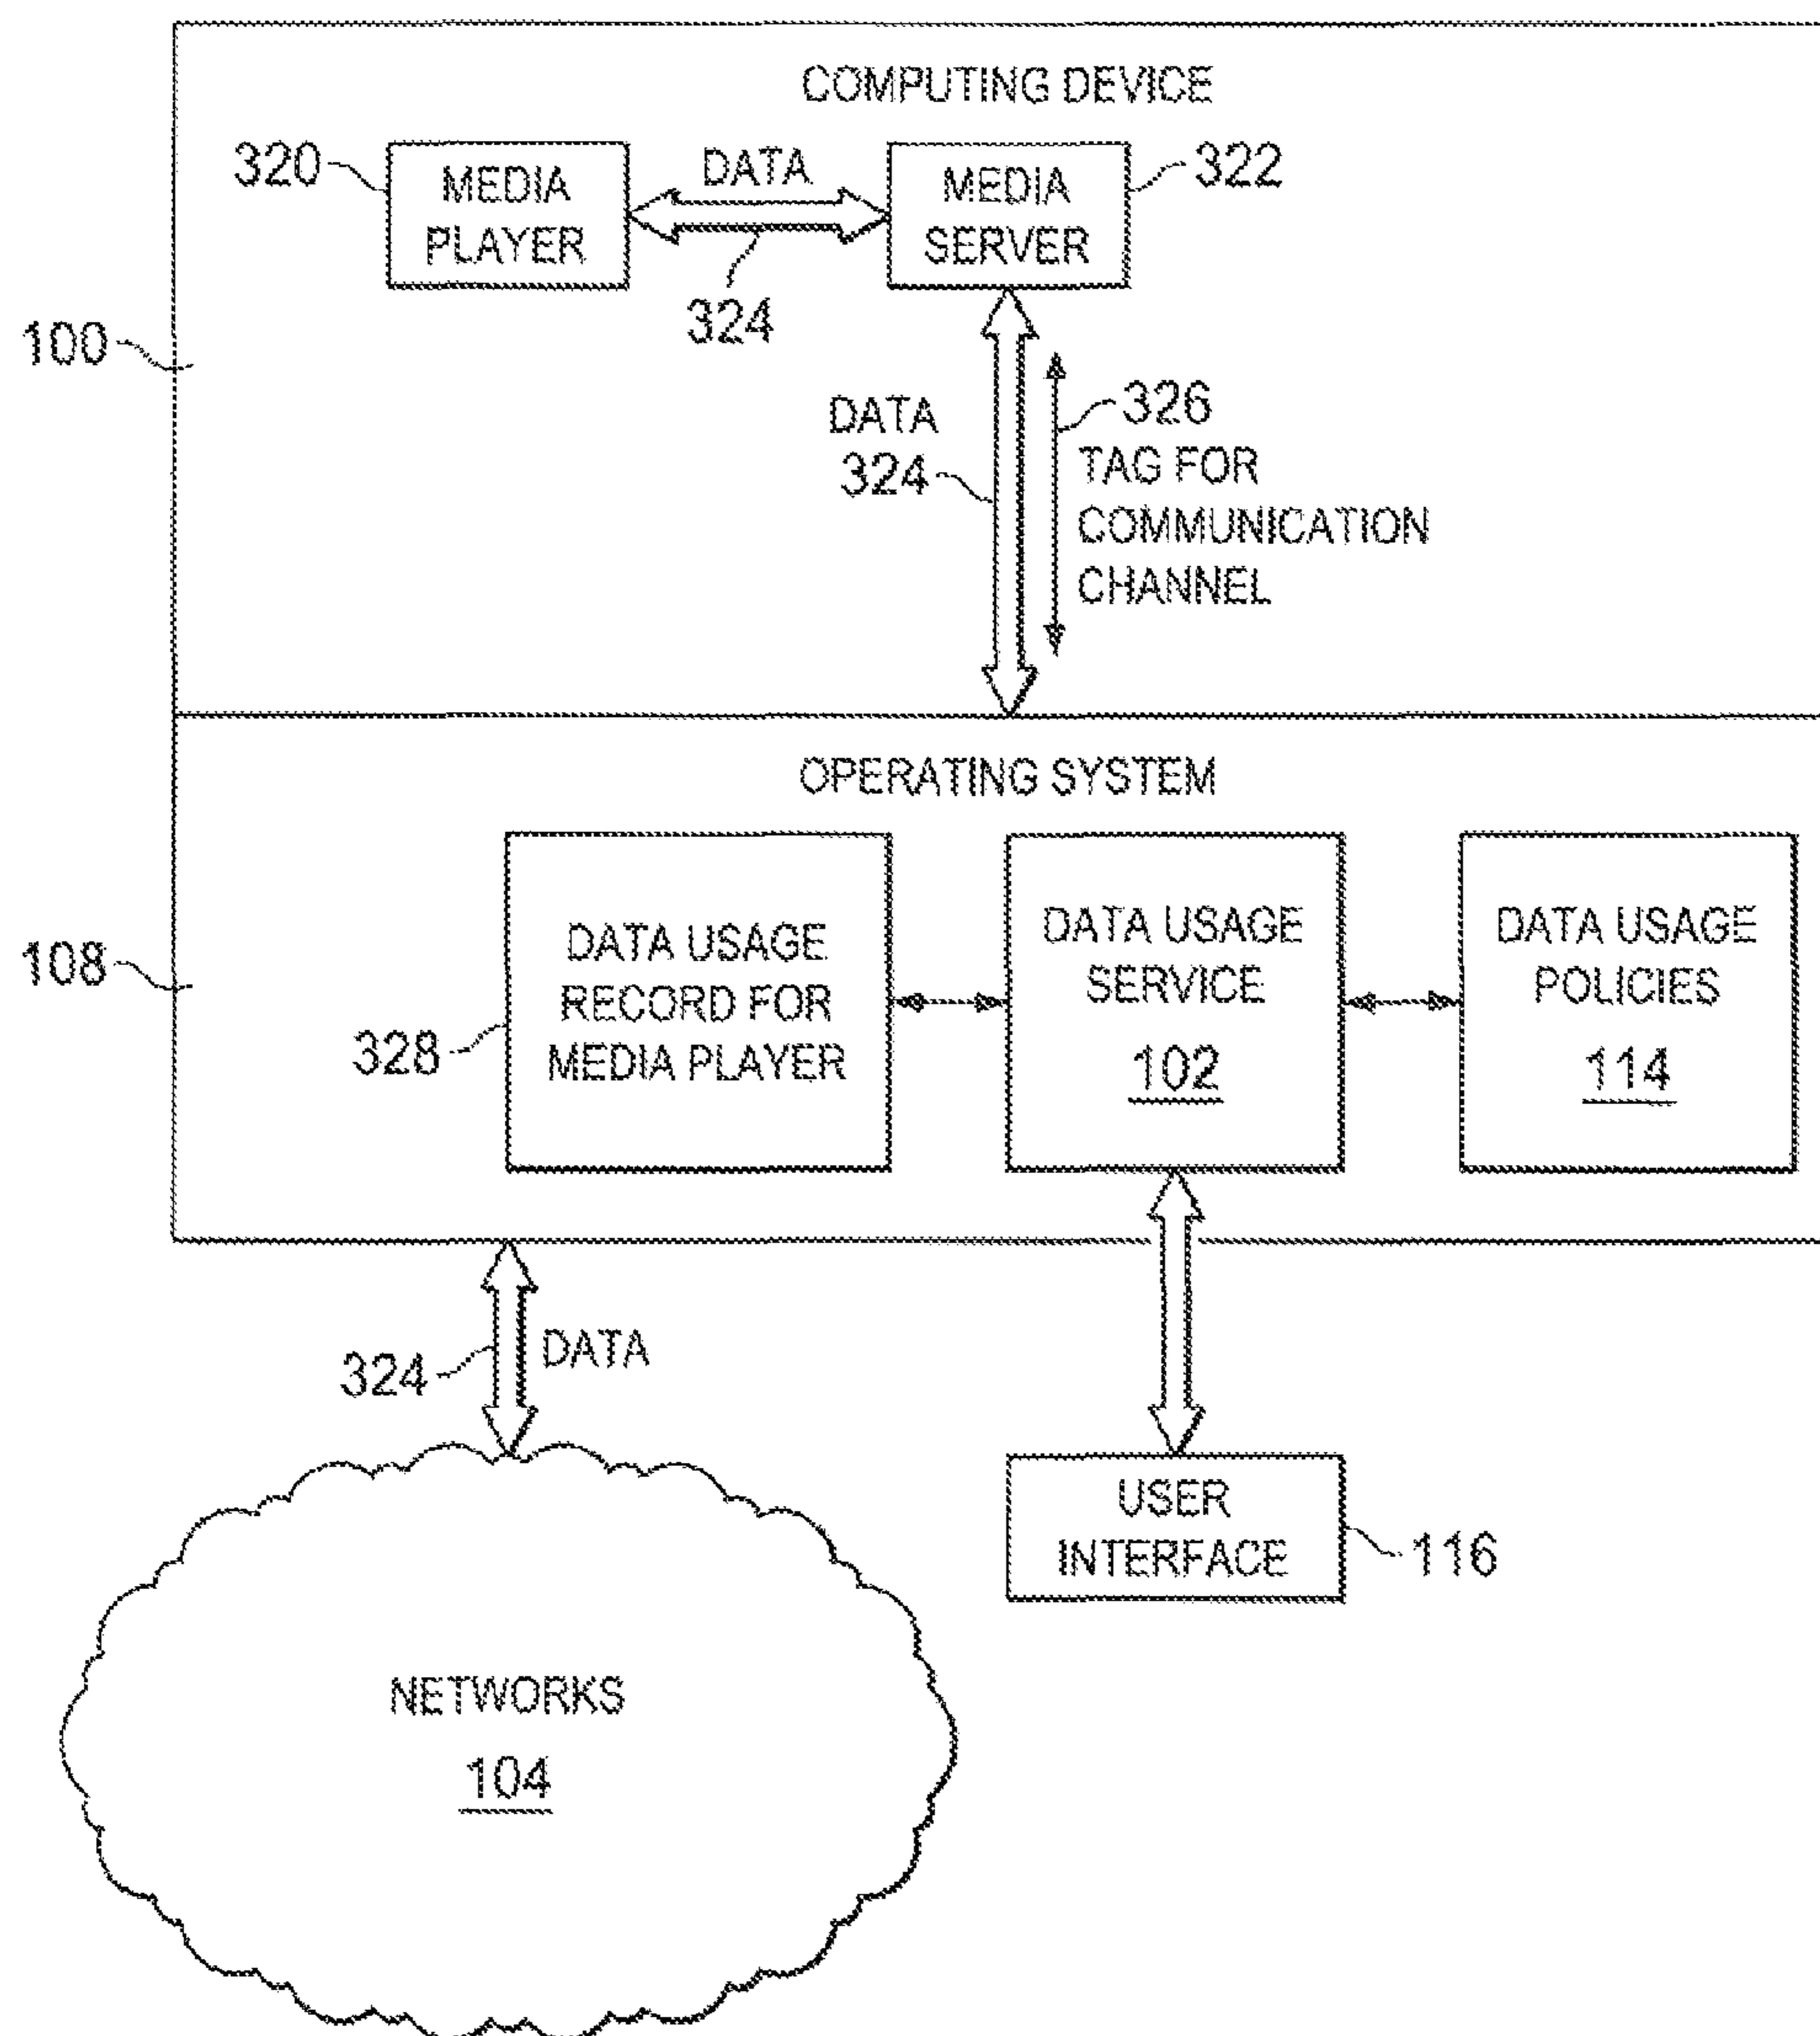 COMPUTING DEVICE
320
MEDIA
PLAYER
DATA
324
MEDIA
SERVER
322
100
DATA
324
326
TAG FOR
COMMUNICATION
CHANNEL
OPERATING SYSTEM
108
328
DATA USAGE
RECORD FOR
MEDIA PLAYER
DATA USAGE
SERVICE
102
DATA USAGE
POLICIES
114
324
DATA
USER
INTERFACE
116
NETWORKS
104